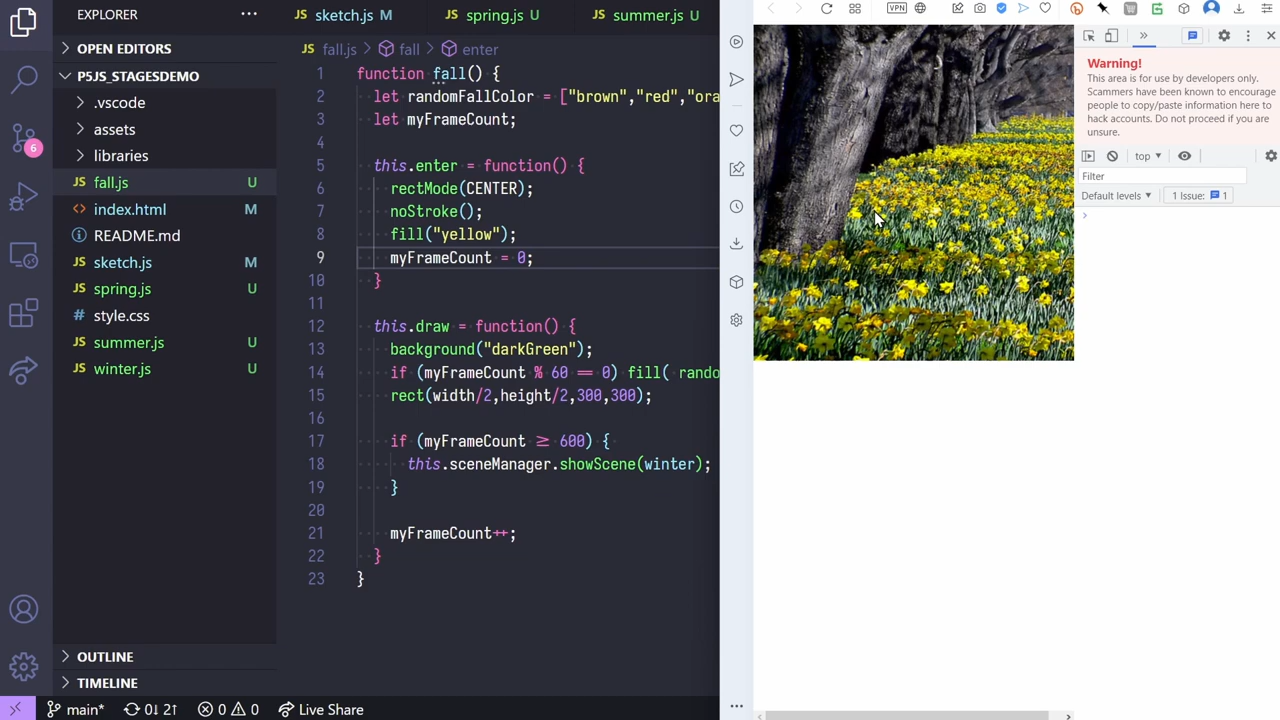 EXPLORER
OPEN EDITORS
P5JS_STAGESDEMO
.vscode
assets
libraries
JS fall.js U
<> index.html M
README.md
JS sketch.js M
JS spring.js U
# style.css
JS summer.js U
JS winter.js U
OUTLINE
TIMELINE
6
main* 0↓ 2↑ 0 0 Live Share
JS sketch.js M JS spring.js U JS summer.js U
JS fall.js > fall > enter
1 function fall() {
2 let randomFallColor = ["brown","red","ora
3 let myFrameCount;
4
5 this.enter = function() {
6 rectMode(CENTER);
7 noStroke();
8 fill("yellow");
9 myFrameCount = 0;
10 }
11
12 this.draw = function() {
13 background("darkGreen");
14 if (myFrameCount % 60 == 0) fill( rando
15 rect(width/2,height/2,300,300);
16
17 if (myFrameCount ≥ 600) {
18 this.sceneManager.showScene(winter);
19 }
20
21 myFrameCount++;
22 }
23 }
VPN
Warning!
This area is for use by developers only.
Scammers have been known to encourage
people to copy/paste information here to
hack accounts. Do not proceed if you are
unsure.
top
Filter
Default levels 1 Issue: 1